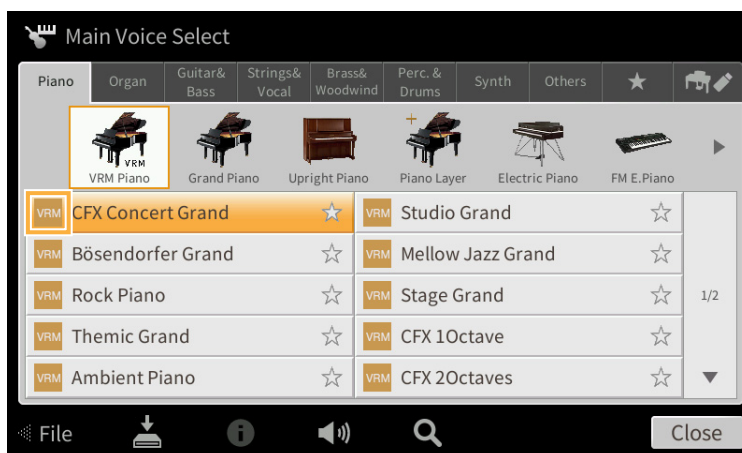 Main Voice Select
Piano
Organ
Guitar&
Bass
Strings&
Vocal
Brass&
Woodwind
Perc. &
Drums
Synth
Others
VRM
VRM Piano
Grand Piano
Upright Piano
Piano Layer
Electric Piano
FM E.Piano
VRM CFX Concert Grand
VRM Studio Grand
VRM Bösendorfer Grand
VRM Mellow Jazz Grand
VRM Rock Piano
VRM Stage Grand
1/2
VRM Themic Grand
VRM CFX 1Octave
VRM Ambient Piano
VRM CFX 2Octaves
File
Close